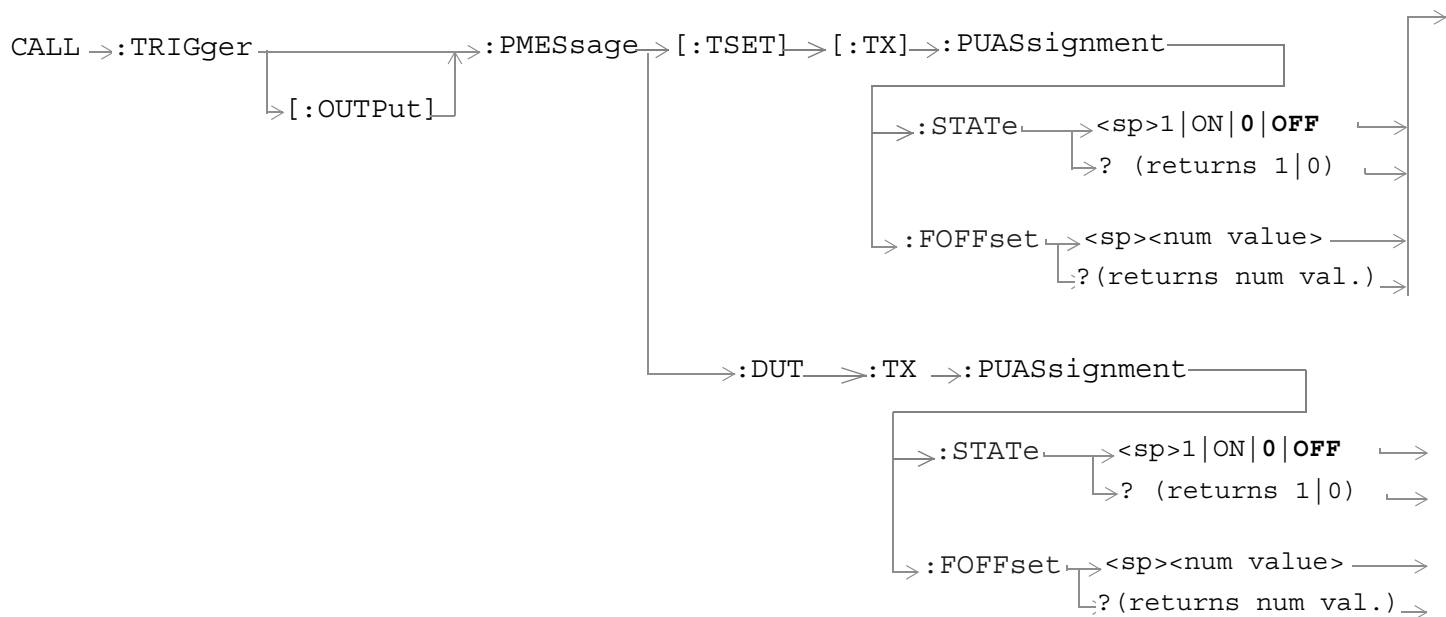 CALL :TRIGger :PMESsage [:TSET] [:TX] :PUASsignment
[:OUTPut]
:STATe <sp>1|ON|0|OFF
? (returns 1|0)
:FOFFset <sp><num value>
?(returns num val.)
:DUT :TX :PUASsignment
:STATe <sp>1|ON|0|OFF
? (returns 1|0)
:FOFFset <sp><num value>
?(returns num val.)